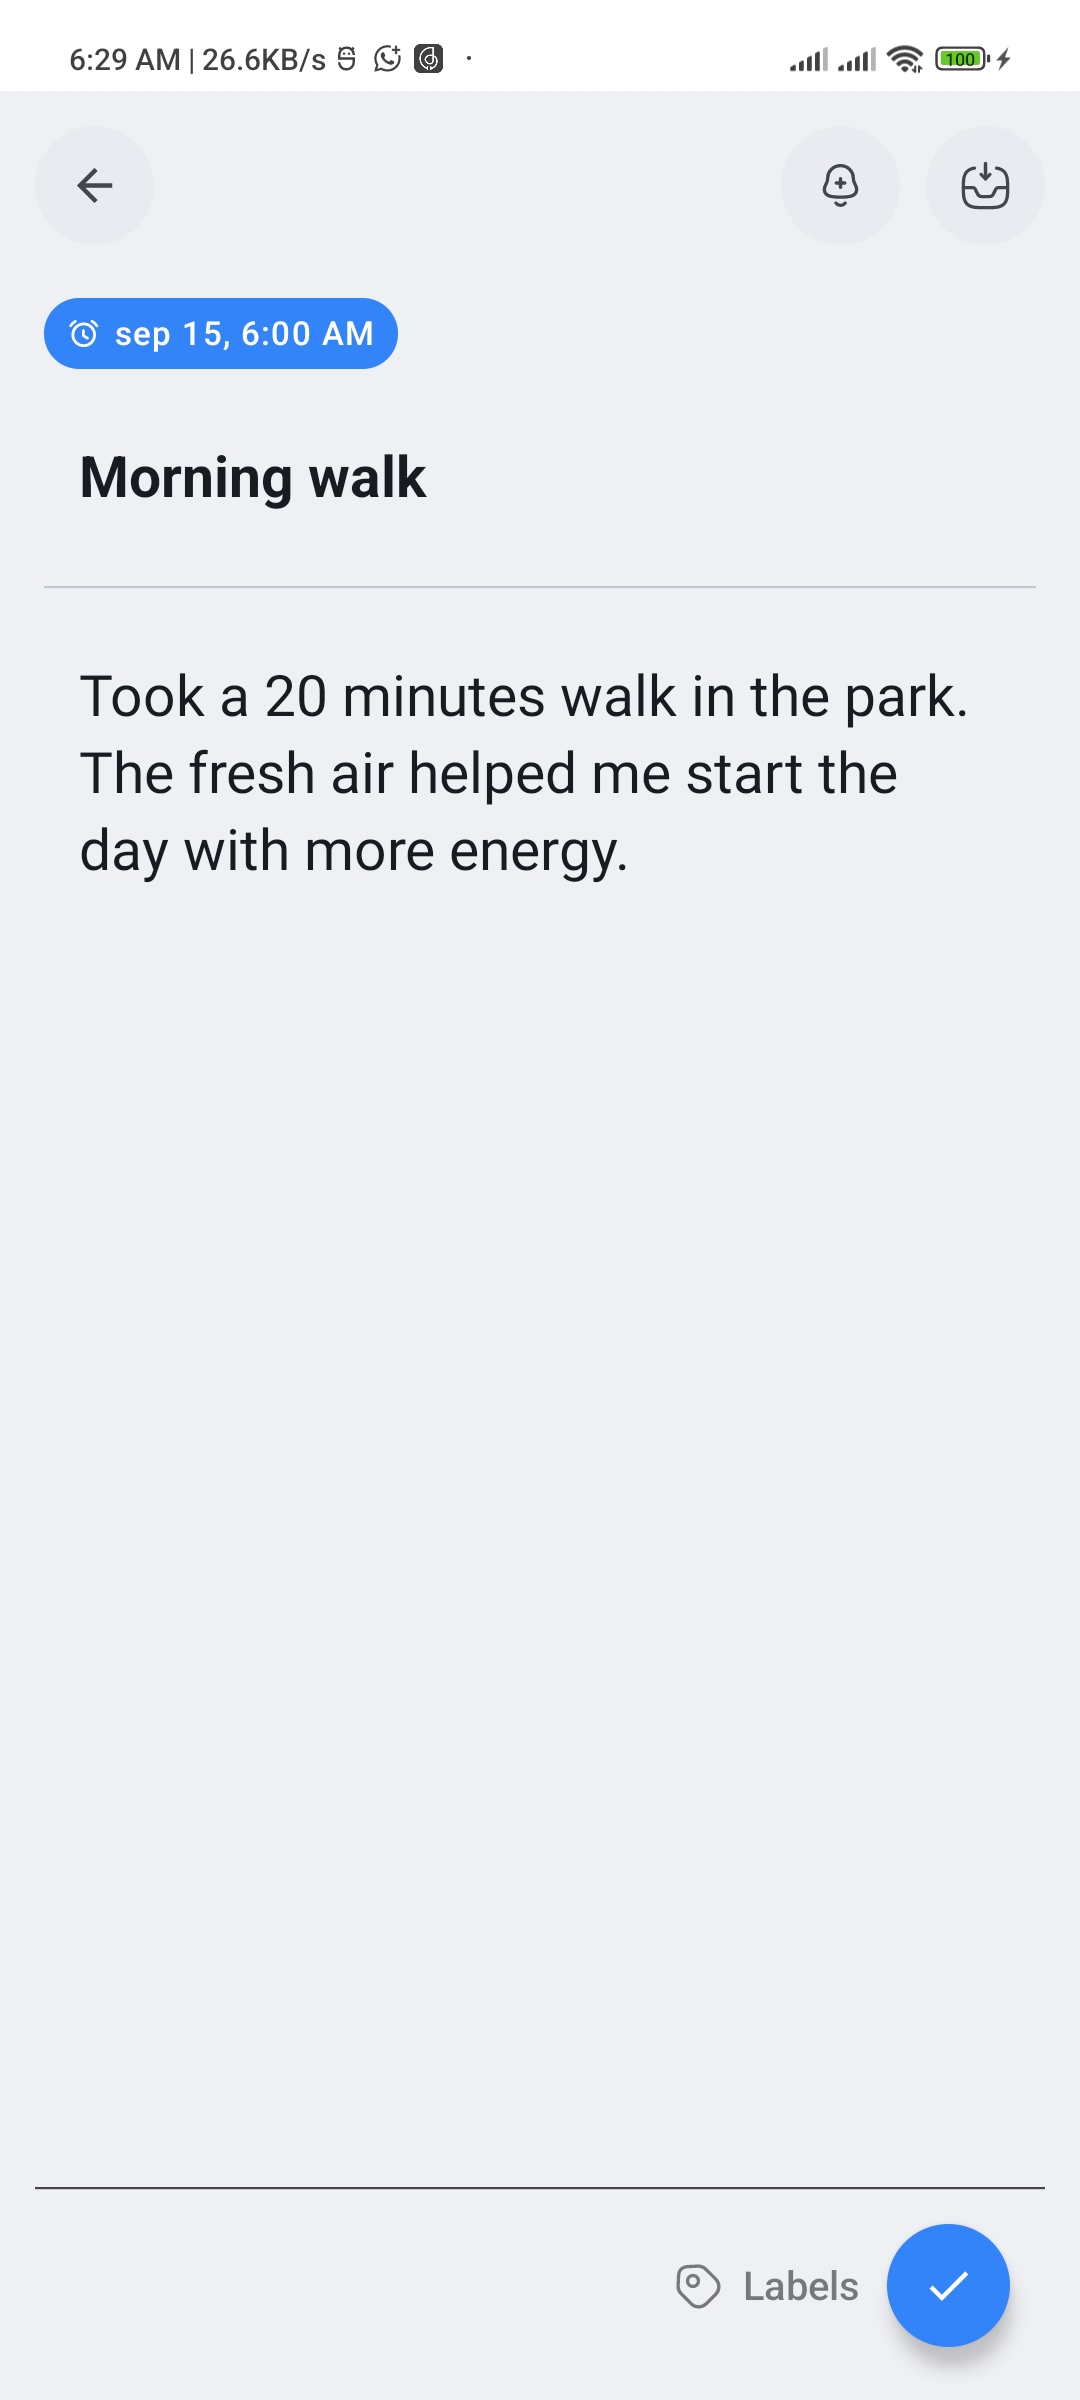 6:29 AM | 26.6KB/s
100
sep 15, 6:00 AM
Morning walk
Took a 20 minutes walk in the park.
The fresh air helped me start the
day with more energy.
Labels